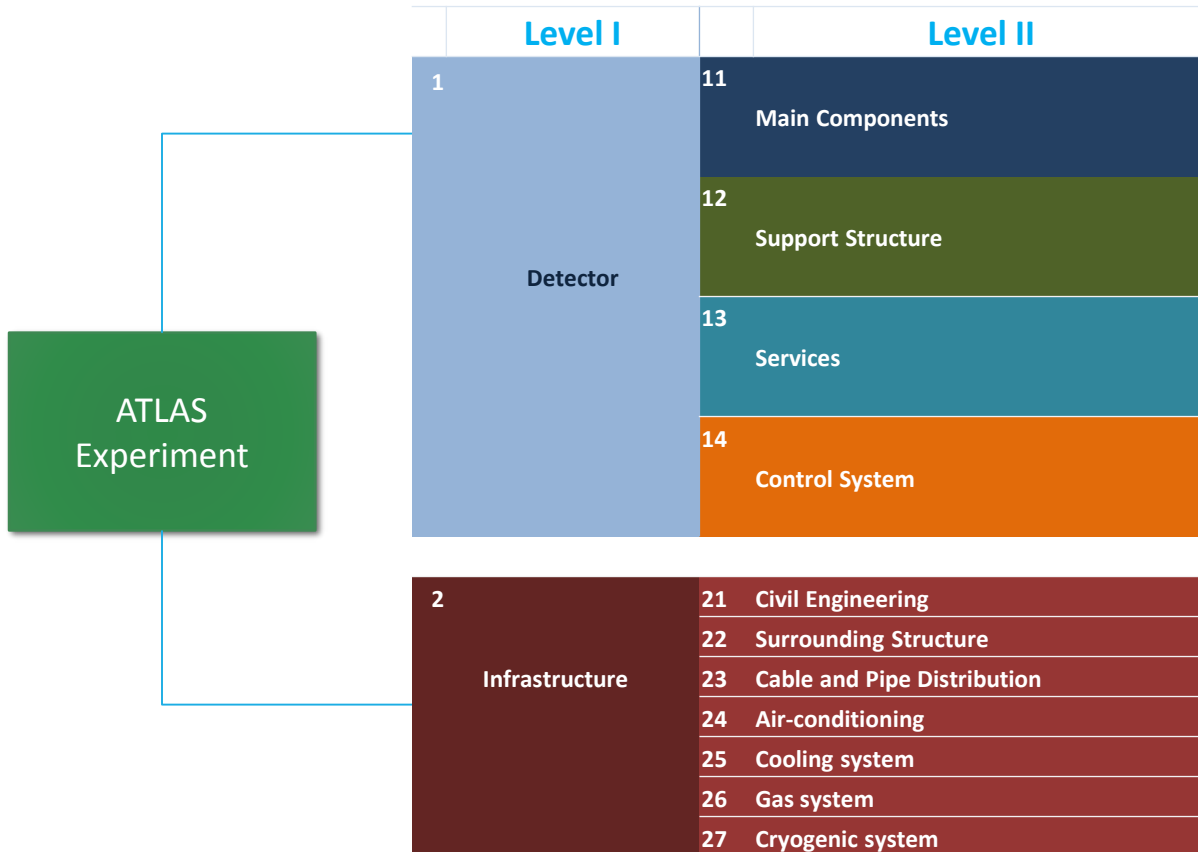 Level I Level II
1 11
Main Components
12
Support Structure
Detector
13
Services
ATLAS
Experiment
14
Control System
2 21 Civil Engineering
22 Surrounding Structure
Infrastructure 23 Cable and Pipe Distribution
24 Air-conditioning
25 Cooling system
26 Gas system
27 Cryogenic system